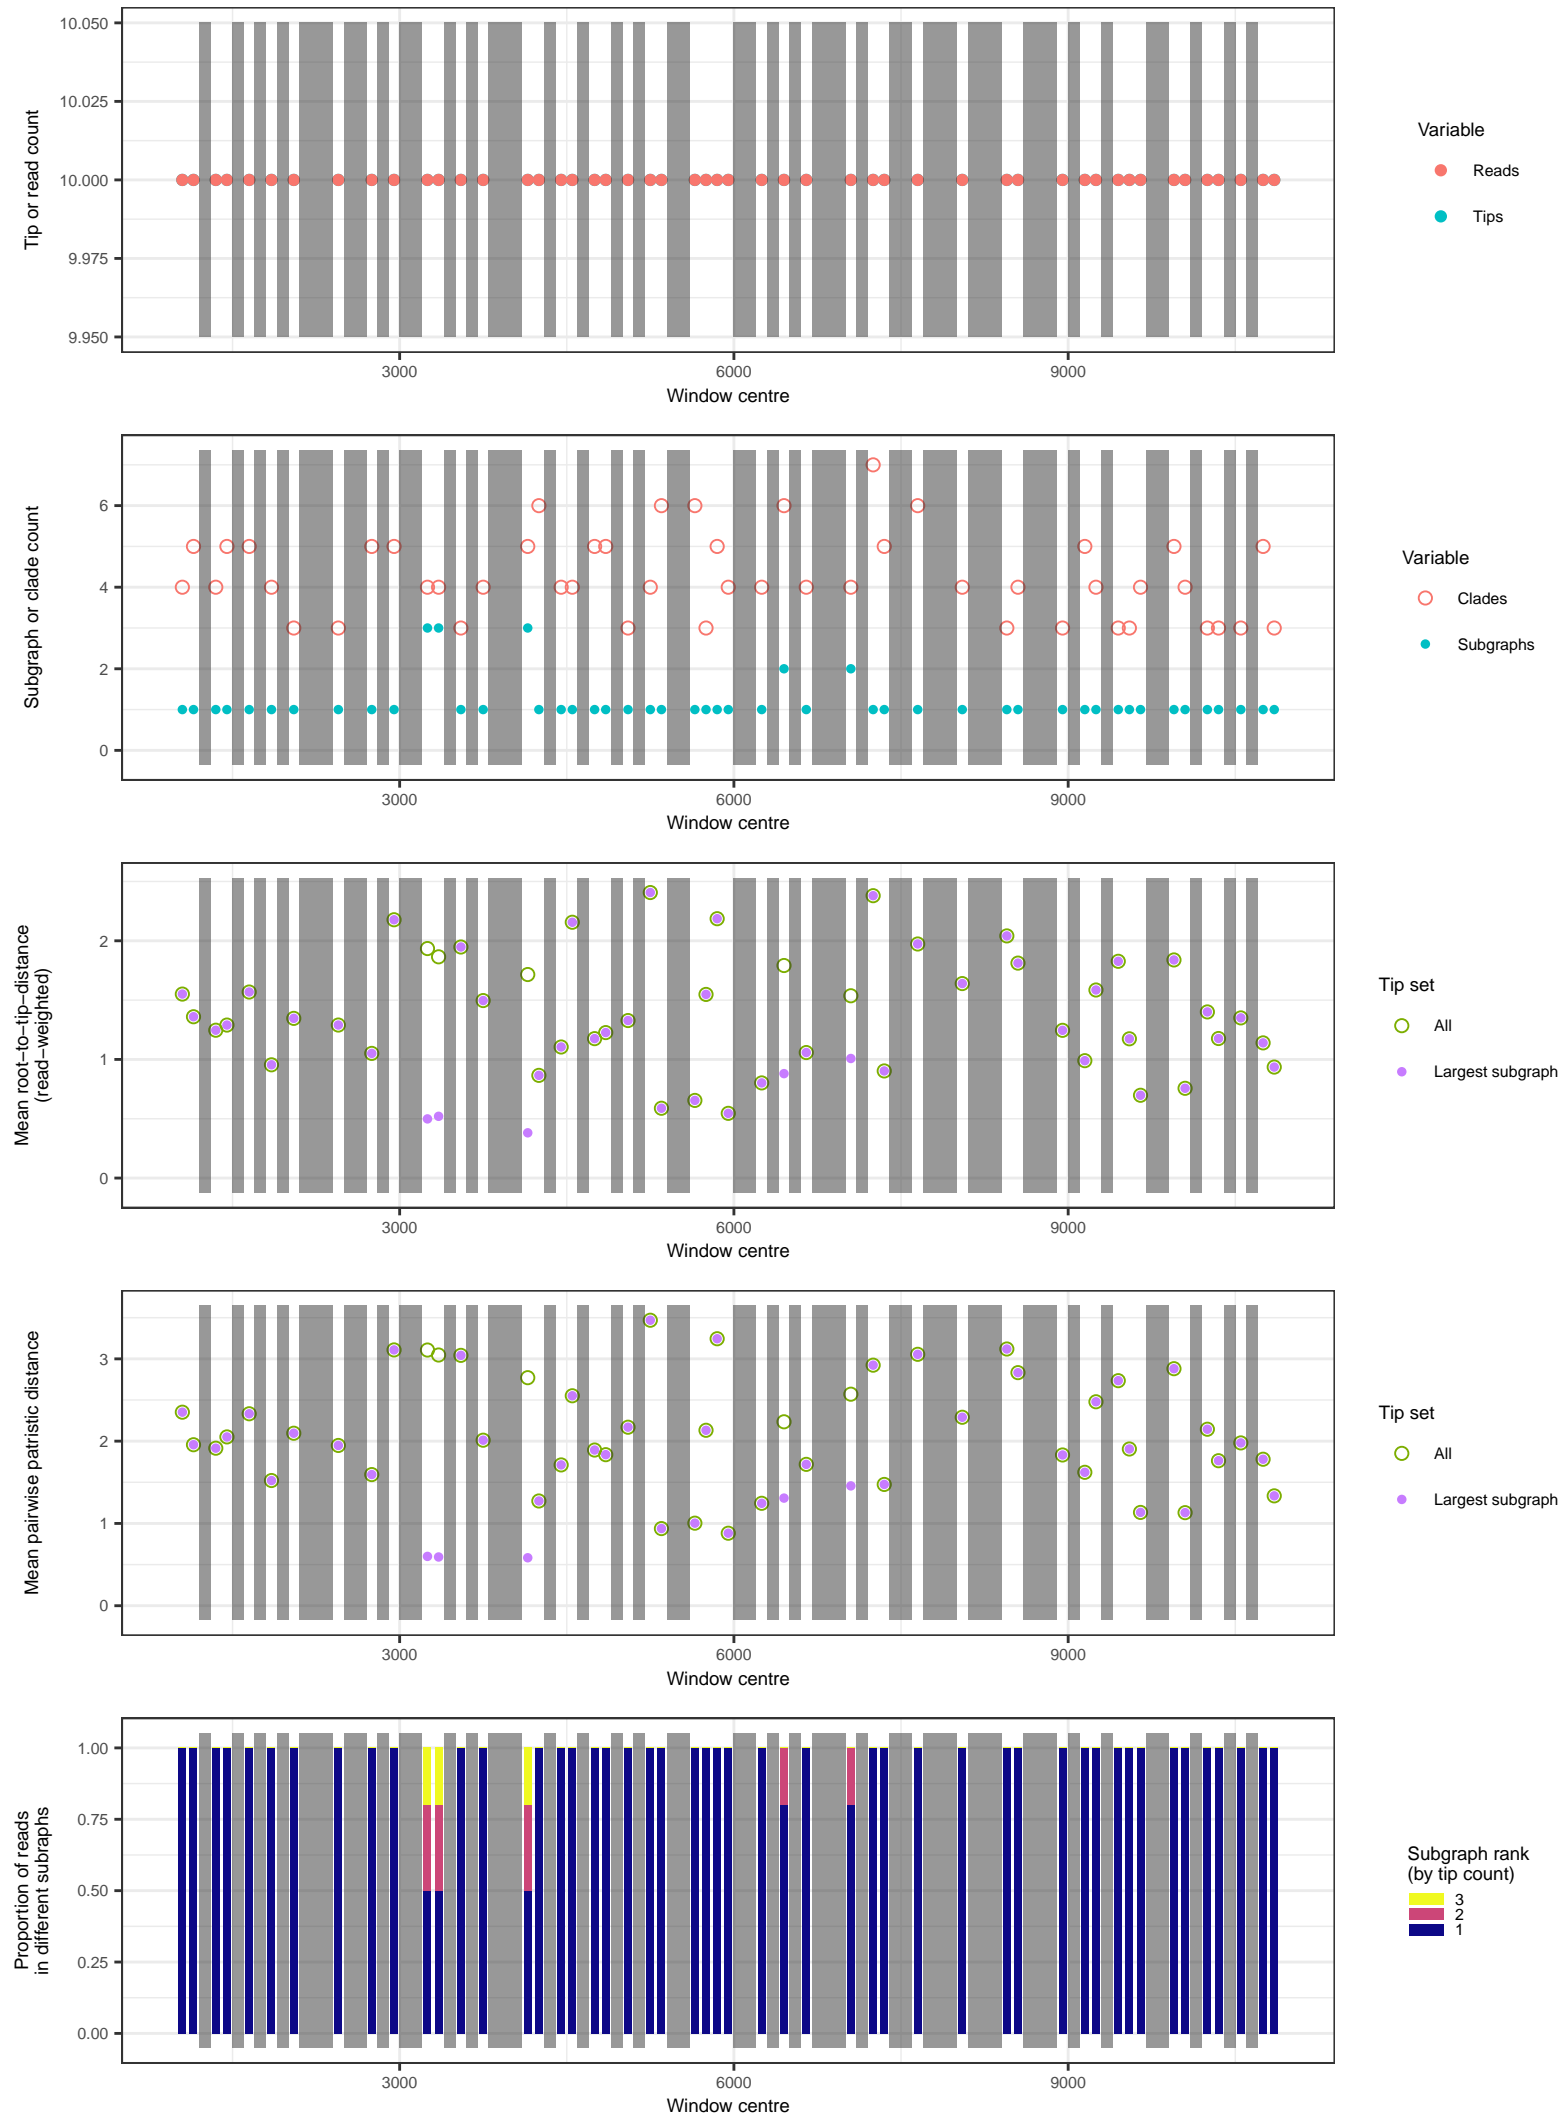 10.050
10.025
10.000
9.975
9.950
Tip or read count
3000 6000 9000
Window centre
Variable
Reads
Tips
6
4
2
0
Subgraph or clade count
3000 6000 9000
Window centre
Variable
Clades
Subgraphs
2
1
0
Mean root−to−tip−distance
(read−weighted)
3000 6000 9000
Window centre
Tip set
All
Largest subgraph
3
2
1
0
Mean pairwise patristic distance
3000 6000 9000
Window centre
Tip set
All
Largest subgraph
1.00
0.75
0.50
0.25
0.00
Proportion of reads
in different subraphs
3000 6000 9000
Window centre
Subgraph rank
(by tip count)
3
2
1